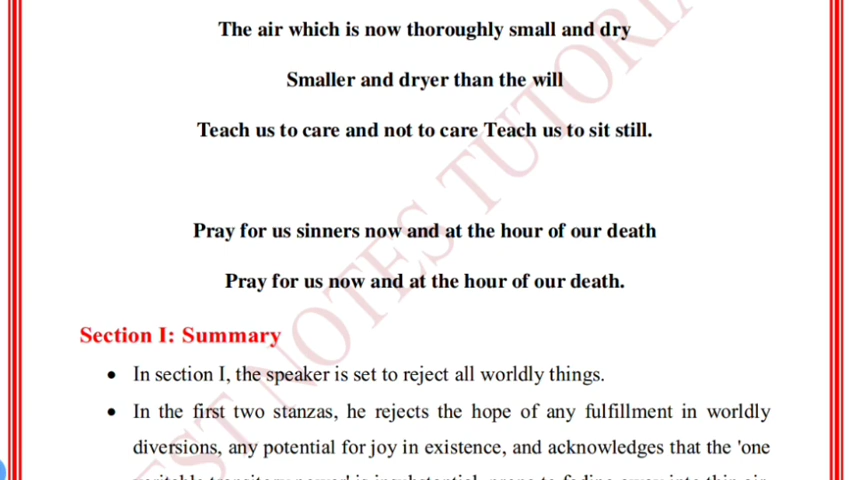 The air which is now thoroughly small and dry
Smaller and dryer than the will
Teach us to care and not to care Teach us to sit still.
Pray for us sinners now and at the hour of our death
Pray for us now and at the hour of our death.
Section I: Summary
• In section I, the speaker is set to reject all worldly things.
• In the first two stanzas, he rejects the hope of any fulfillment in worldly
diversions, any potential for joy in existence, and acknowledges that the 'one
EST NOTES TUTORIA